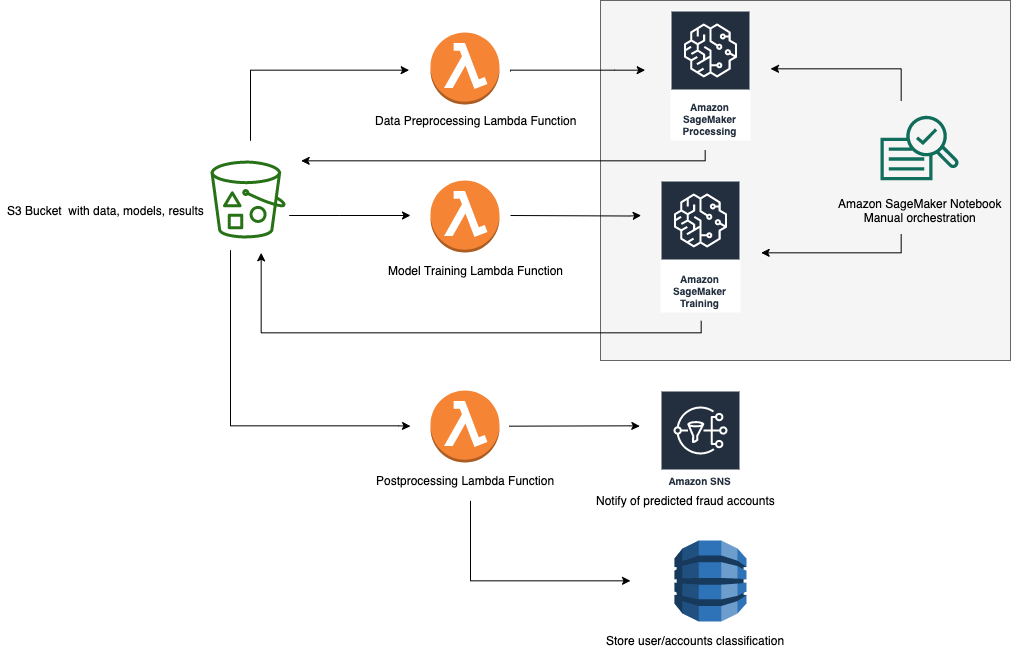 Amazon
SageMaker
Processing
Data Preprocessing Lambda Function
S3 Bucket  with data, models, results
Amazon SageMaker Notebook
Manual orchestration
Model Training Lambda Function
Amazon
SageMaker
Training
Postprocessing Lambda Function
Amazon SNS
Notify of predicted fraud accounts
Store user/accounts classification